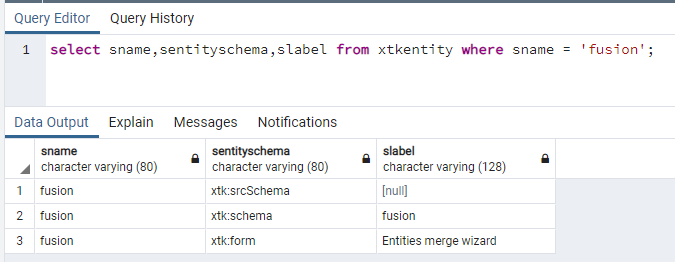 Query Editor Query History
1 select sname,sentityschema,slabel from xtkentity where sname = 'fusion';
Data Output Explain Messages Notifications
sname sentityschema slabel
character varying (80) character varying (80) character varying (128)
1 fusion xtk:srcSchema [null]
2 fusion xtk:schema fusion
3 fusion xtk:form Entities merge wizard